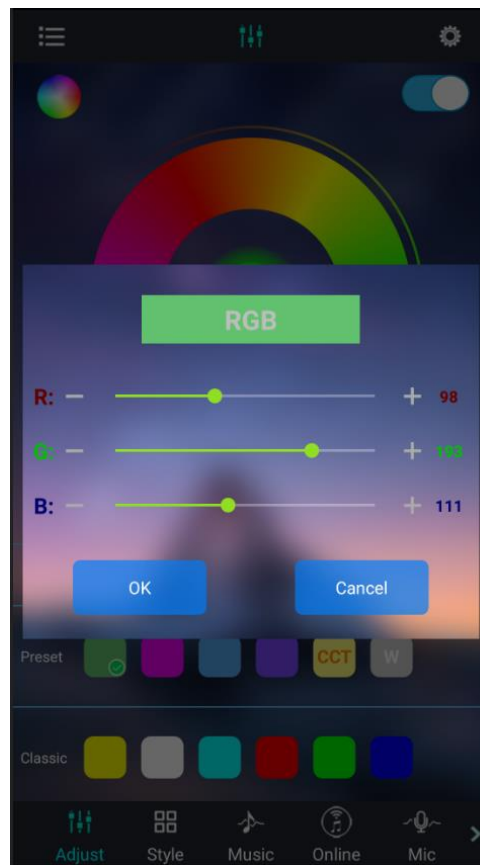 RGB
R: − + 98
G: − + 193
B: − + 111
OK Cancel
Preset CCT W
Classic
Adjust Style Music Online Mic